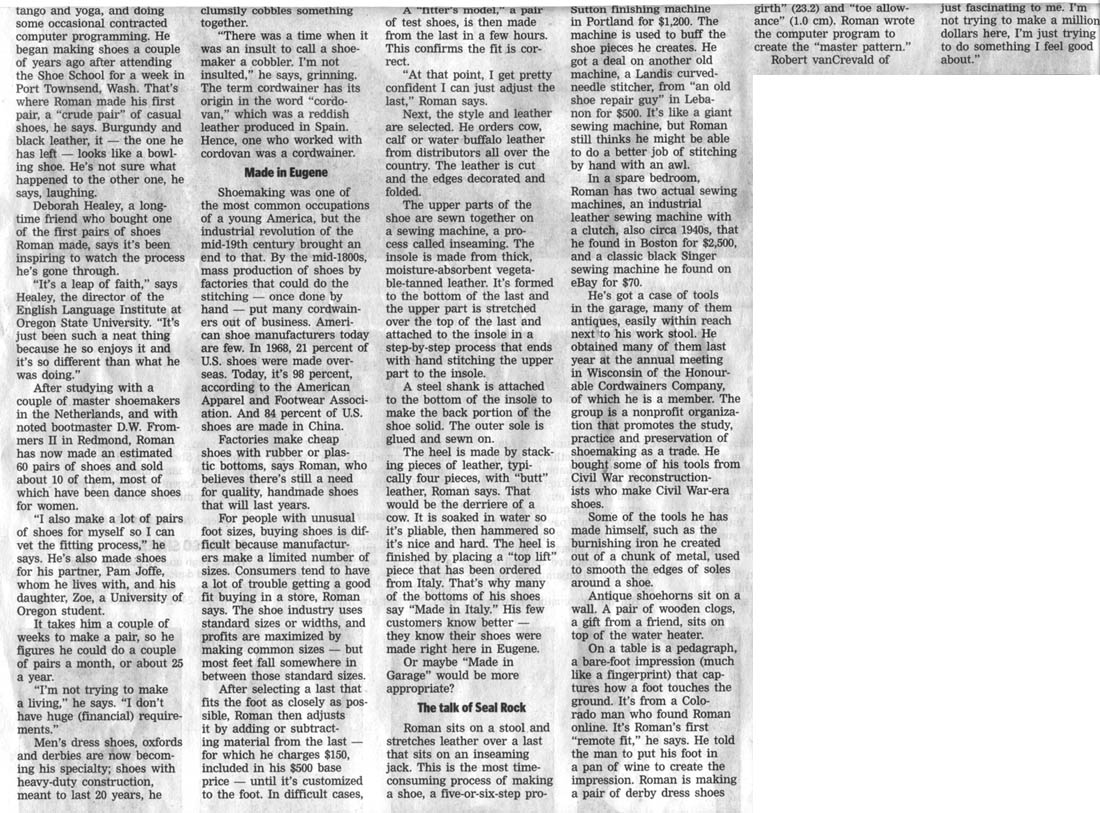 tango and yoga, and doing
some occasional contracted
computer programming. He
began making shoes a couple
of years ago after attending
the Shoe School for a week in
Port Townsend, Wash. That's
where Roman made his first
pair, a “crude pair” of casual
shoes, he says. Burgundy and
black leather, it — the one he
has left — looks like a bowl-
ing shoe. He's not sure what
happened to the other one, he
says, laughing.
Deborah Healey, a long-
time friend who bought one
of the first pairs of shoes
Roman made, says it's been
inspiring to watch the process
he's gone through.
“It's a leap of faith,” says
Healey, the director of the
English Language Institute at
Oregon State University. “It's
just been such a neat thing
because he so enjoys it and
it's so different than what he
was doing.”
After studying with a
couple of master shoemakers
in the Netherlands, and with
noted bootmaster D.W. From-
mers II in Redmond, Roman
has now made an estimated
60 pairs of shoes and sold
about 10 of them, most of
which have been dance shoes
for women.
“I also make a lot of pairs
of shoes for myself so I can
vet the fitting process,” he
says. He's also made shoes
for his partner, Pam Joffe,
whom he lives with, and his
daughter, Zoe, a University of
Oregon student.
It takes him a couple of
weeks to make a pair, so he
figures he could do a couple
of pairs a month, or about 25
a year.
“I'm not trying to make
a living,” he says. “I don't
have huge (financial) require-
ments.”
Men's dress shoes, oxfords
and derbies are now becom-
ing his specialty; shoes with
heavy-duty construction,
meant to last 20 years, he
clumsily cobbles something
together.
“There was a time when it
was an insult to call a shoe-
maker a cobbler. I'm not
insulted,” he says, grinning.
The term cordwainer has its
origin in the word “cordo-
van,” which was a reddish
leather produced in Spain.
Hence, one who worked with
cordovan was a cordwainer.
Made in Eugene
Shoemaking was one of
the most common occupations
of a young America, but the
industrial revolution of the
mid-19th century brought an
end to that. By the mid-1800s,
mass production of shoes by
factories that could do the
stitching — once done by
hand — put many cordwain-
ers out of business. Ameri-
can shoe manufacturers today
are few. In 1968, 21 percent of
U.S. shoes were made over-
seas. Today, it's 98 percent,
according to the American
Apparel and Footwear Associ-
ation. And 84 percent of U.S.
shoes are made in China.
Factories make cheap
shoes with rubber or plas-
tic bottoms, says Roman, who
believes there's still a need
for quality, handmade shoes
that will last years.
For people with unusual
foot sizes, buying shoes is dif-
ficult because manufactur-
ers make a limited number of
sizes. Consumers tend to have
a lot of trouble getting a good
fit buying in a store, Roman
says. The shoe industry uses
standard sizes or widths, and
profits are maximized by
making common sizes — but
most feet fall somewhere in
between those standard sizes.
After selecting a last that
fits the foot as closely as pos-
sible, Roman then adjusts
it by adding or subtract-
ing material from the last —
for which he charges $150,
included in his $500 base
price — until it's customized
to the foot. In difficult cases,
A “fitter's model,” a pair
of test shoes, is then made
from the last in a few hours.
This confirms the fit is cor-
rect.
“At that point, I get pretty
confident I can just adjust the
last,” Roman says.
Next, the style and leather
are selected. He orders cow,
calf or water buffalo leather
from distributors all over the
country. The leather is cut
and the edges decorated and
folded.
The upper parts of the
shoe are sewn together on
a sewing machine, a pro-
cess called inseaming. The
insole is made from thick,
moisture-absorbent vegeta-
ble-tanned leather. It's formed
to the bottom of the last and
the upper part is stretched
over the top of the last and
attached to the insole in a
step-by-step process that ends
with hand stitching the upper
part to the insole.
A steel shank is attached
to the bottom of the insole to
make the back portion of the
shoe solid. The outer sole is
glued and sewn on.
The heel is made by stack-
ing pieces of leather, typi-
cally four pieces, with “butt”
leather, Roman says. That
would be the derriere of a
cow. It is soaked in water so
it's pliable, then hammered so
it's nice and hard. The heel is
finished by placing a “top lift”
piece that has been ordered
from Italy. That's why many
of the bottoms of his shoes
say “Made in Italy.” His few
customers know better —
they know their shoes were
made right here in Eugene.
Or maybe “Made in
Garage” would be more
appropriate?
The talk of Seal Rock
Roman sits on a stool and
stretches leather over a last
that sits on an inseaming
jack. This is the most time-
consuming process of making
a shoe, a five-or-six-step pro-
Sutton finishing machine
in Portland for $1,200. The
machine is used to buff the
shoe pieces he creates. He
got a deal on another old
machine, a Landis curved-
needle stitcher, from “an old
shoe repair guy” in Leba-
non for $500. It's like a giant
sewing machine, but Roman
still thinks he might be able
to do a better job of stitching
by hand with an awl.
In a spare bedroom,
Roman has two actual sewing
machines, an industrial
leather sewing machine with
a clutch, also circa 1940s, that
he found in Boston for $2,500,
and a classic black Singer
sewing machine he found on
eBay for $70.
He's got a case of tools
in the garage, many of them
antiques, easily within reach
next to his work stool. He
obtained many of them last
year at the annual meeting
in Wisconsin of the Honour-
able Cordwainers Company,
of which he is a member. The
group is a nonprofit organiza-
tion that promotes the study,
practice and preservation of
shoemaking as a trade. He
bought some of his tools from
Civil War reconstruction-
ists who make Civil War-era
shoes.
Some of the tools he has
made himself, such as the
burnishing iron he created
out of a chunk of metal, used
to smooth the edges of soles
around a shoe.
Antique shoehorns sit on a
wall. A pair of wooden clogs,
a gift from a friend, sits on
top of the water heater.
On a table is a pedagraph,
a bare-foot impression (much
like a fingerprint) that cap-
tures how a foot touches the
ground. It's from a Colo-
rado man who found Roman
online. It's Roman's first
“remote fit,” he says. He told
the man to put his foot in
a pan of wine to create the
impression. Roman is making
a pair of derby dress shoes
girth” (23.2) and “toe allow-
ance” (1.0 cm). Roman wrote
the computer program to
create the “master pattern.”
Robert vanCrevald of
just fascinating to me. I'm
not trying to make a million
dollars here, I'm just trying
to do something I feel good
about.”